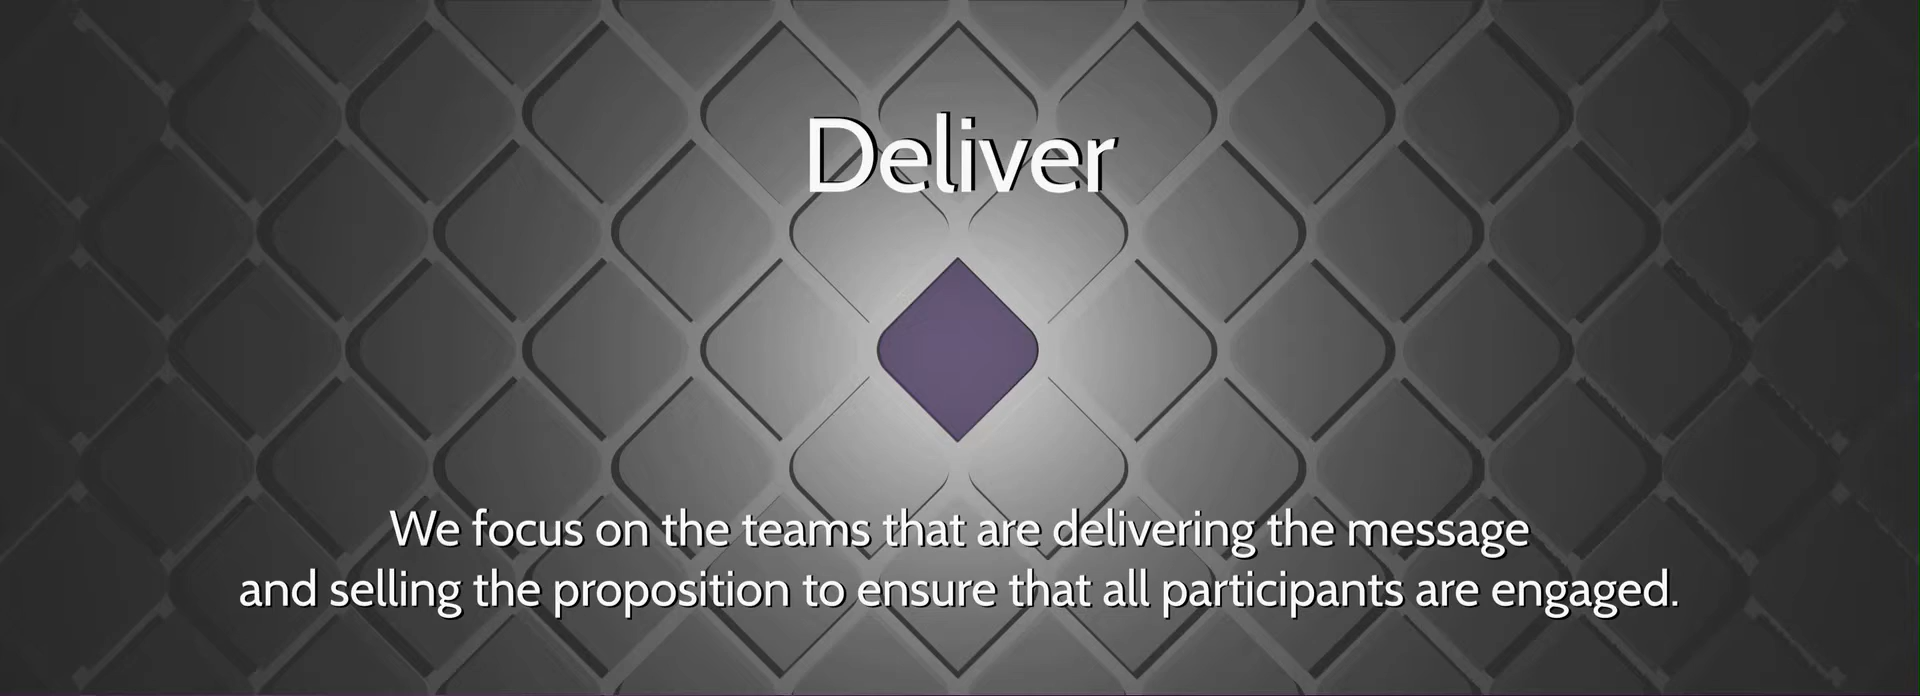 Deliver
We focus on the teams that are delivering the message
and selling the proposition to ensure that all participants are engaged.